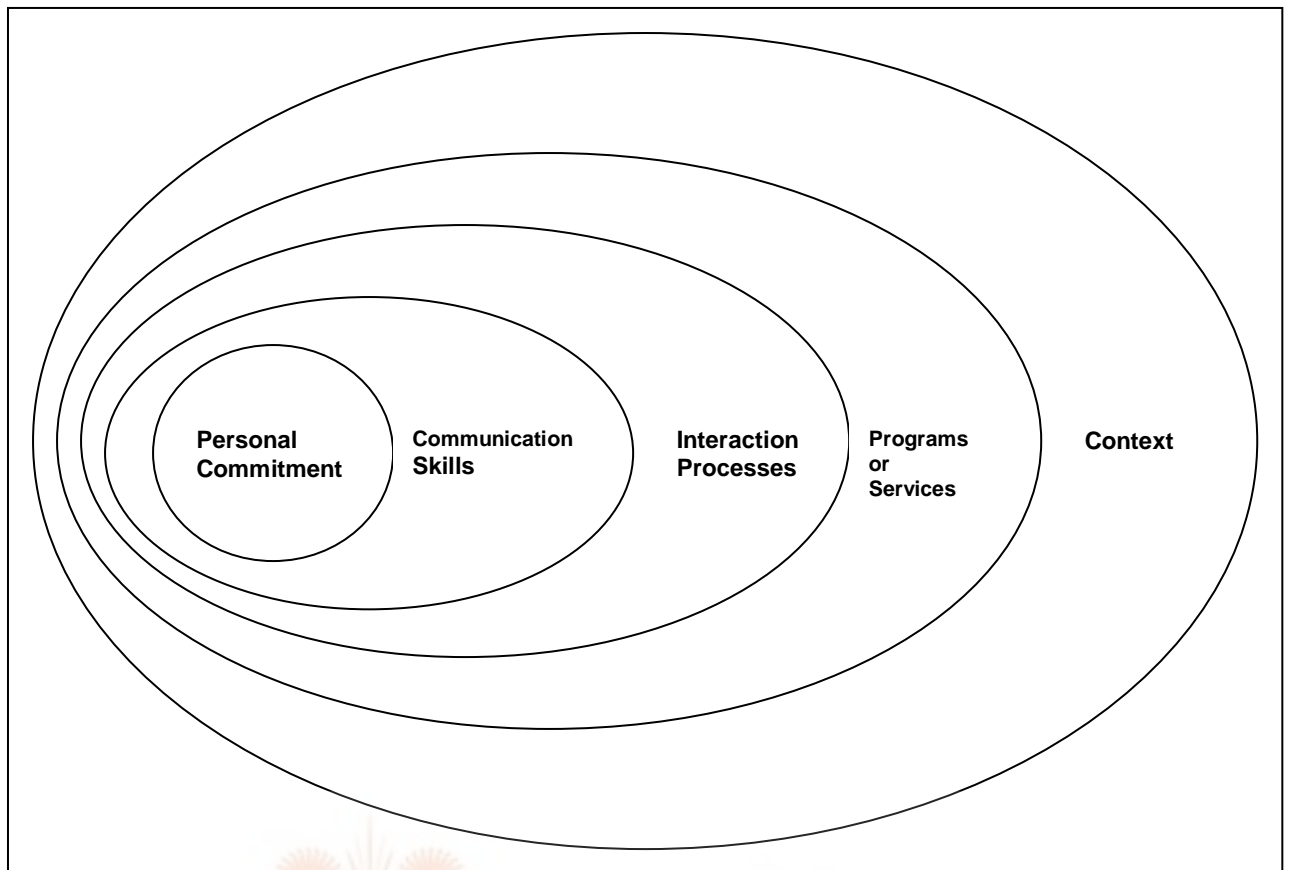 Personal
Commitment
Communication
Skills
Interaction
Processes
Programs
or
Services
Context